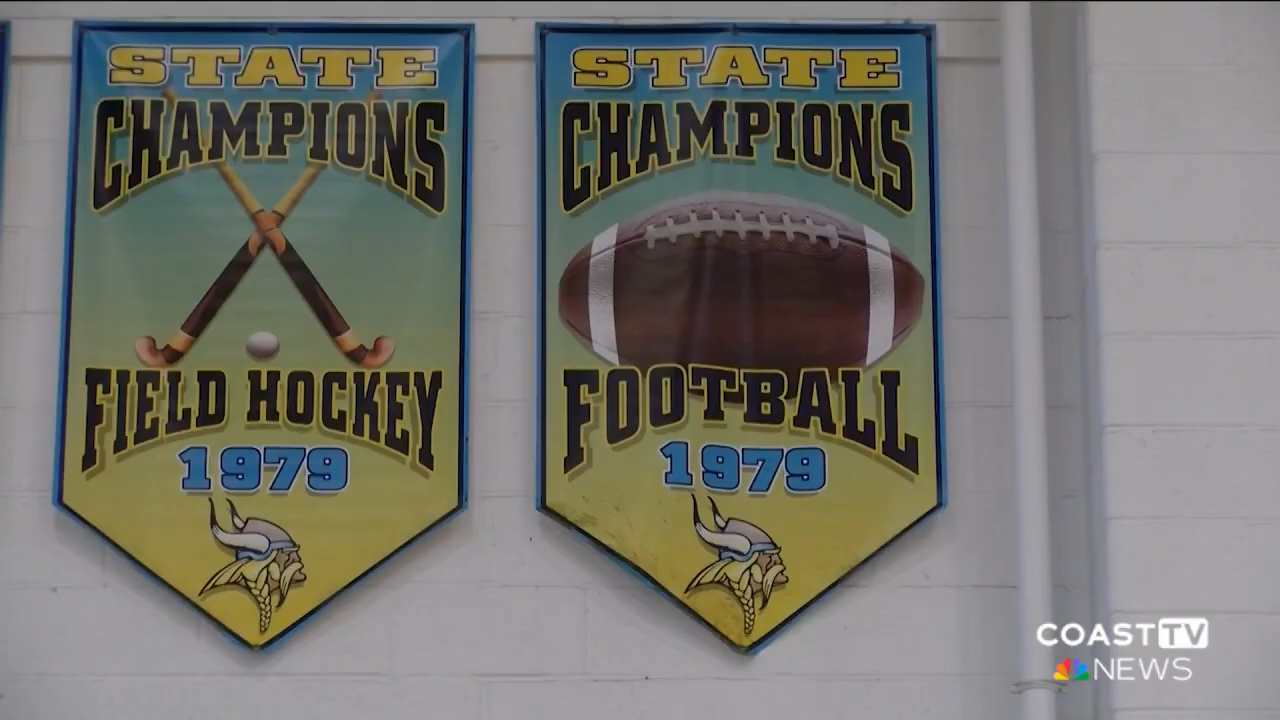 STATE
CHAMPIONS
FIELD HOCKEY
1979
STATE
CHAMPIONS
FOOTBALL
1979
COAST TV
NEWS